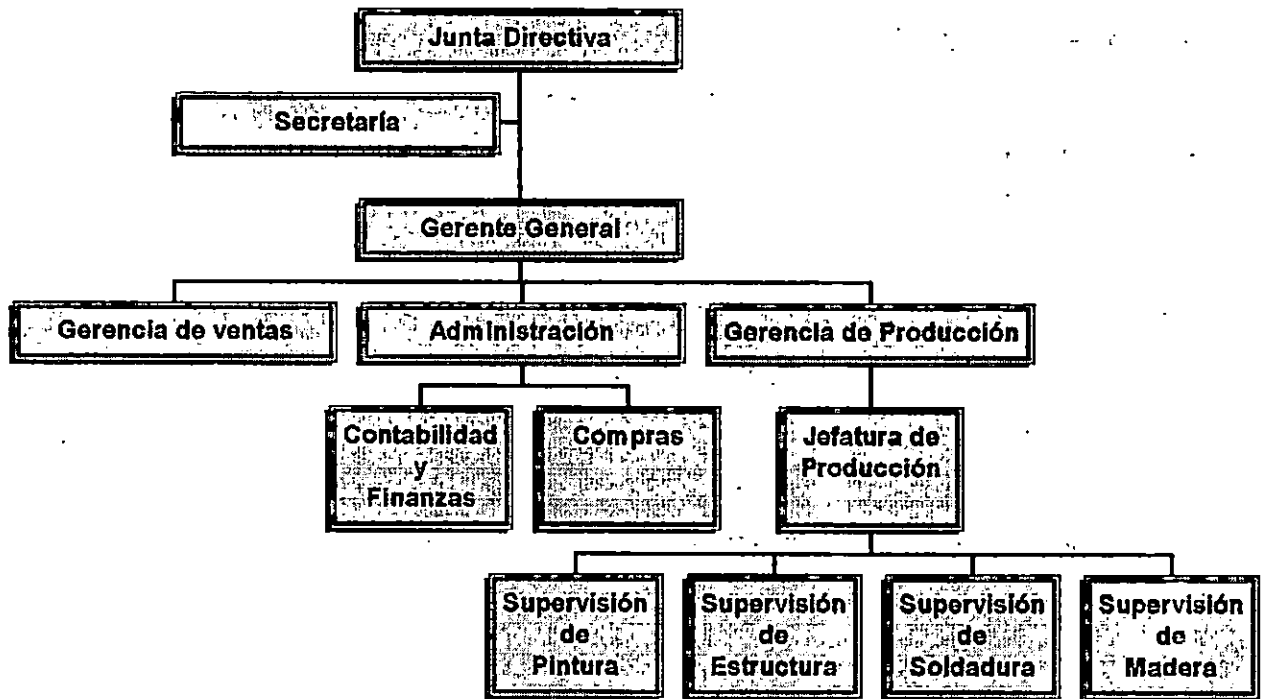 Junta Directiva
Secretaría
Gerente General
Gerencia de ventas
Administración
Gerencia de Producción
Contabilidad
y
Finanzas
Compras
Jefatura de
Producción
Supervisión
de
Pintura
Supervisión
de
Estructura
Supervisión
de
Soldadura
Supervisión
de
Madera